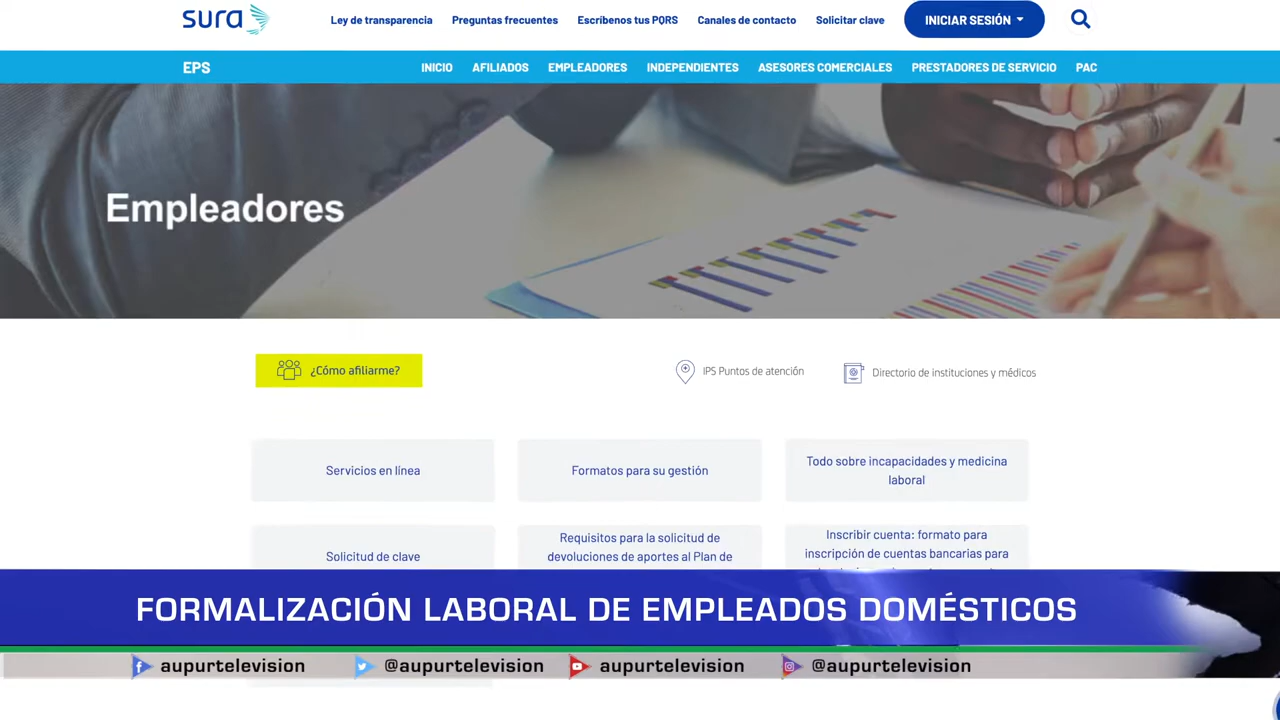 sura
Ley de transparencia
Preguntas frecuentes
Escríbenos tus PQRS
Canales de contacto
Solicitar clave
INICIAR SESIÓN
EPS
INICIO
AFILIADOS
EMPLEADORES
INDEPENDIENTES
ASESORES COMERCIALES
PRESTADORES DE SERVICIO
PAC
Empleadores
¿Cómo afiliarme?
IPS Puntos de atención
Directorio de instituciones y médicos
Servicios en línea
Formatos para su gestión
Todo sobre incapacidades y medicina
laboral
Solicitud de clave
Requisitos para la solicitud de
devoluciones de aportes al Plan de
Inscribir cuenta: formato para
inscripción de cuentas bancarias para
FORMALIZACIÓN LABORAL DE EMPLEADOS DOMÉSTICOS
aupurtelevision
@aupurtelevision
aupurtelevision
@aupurtelevision